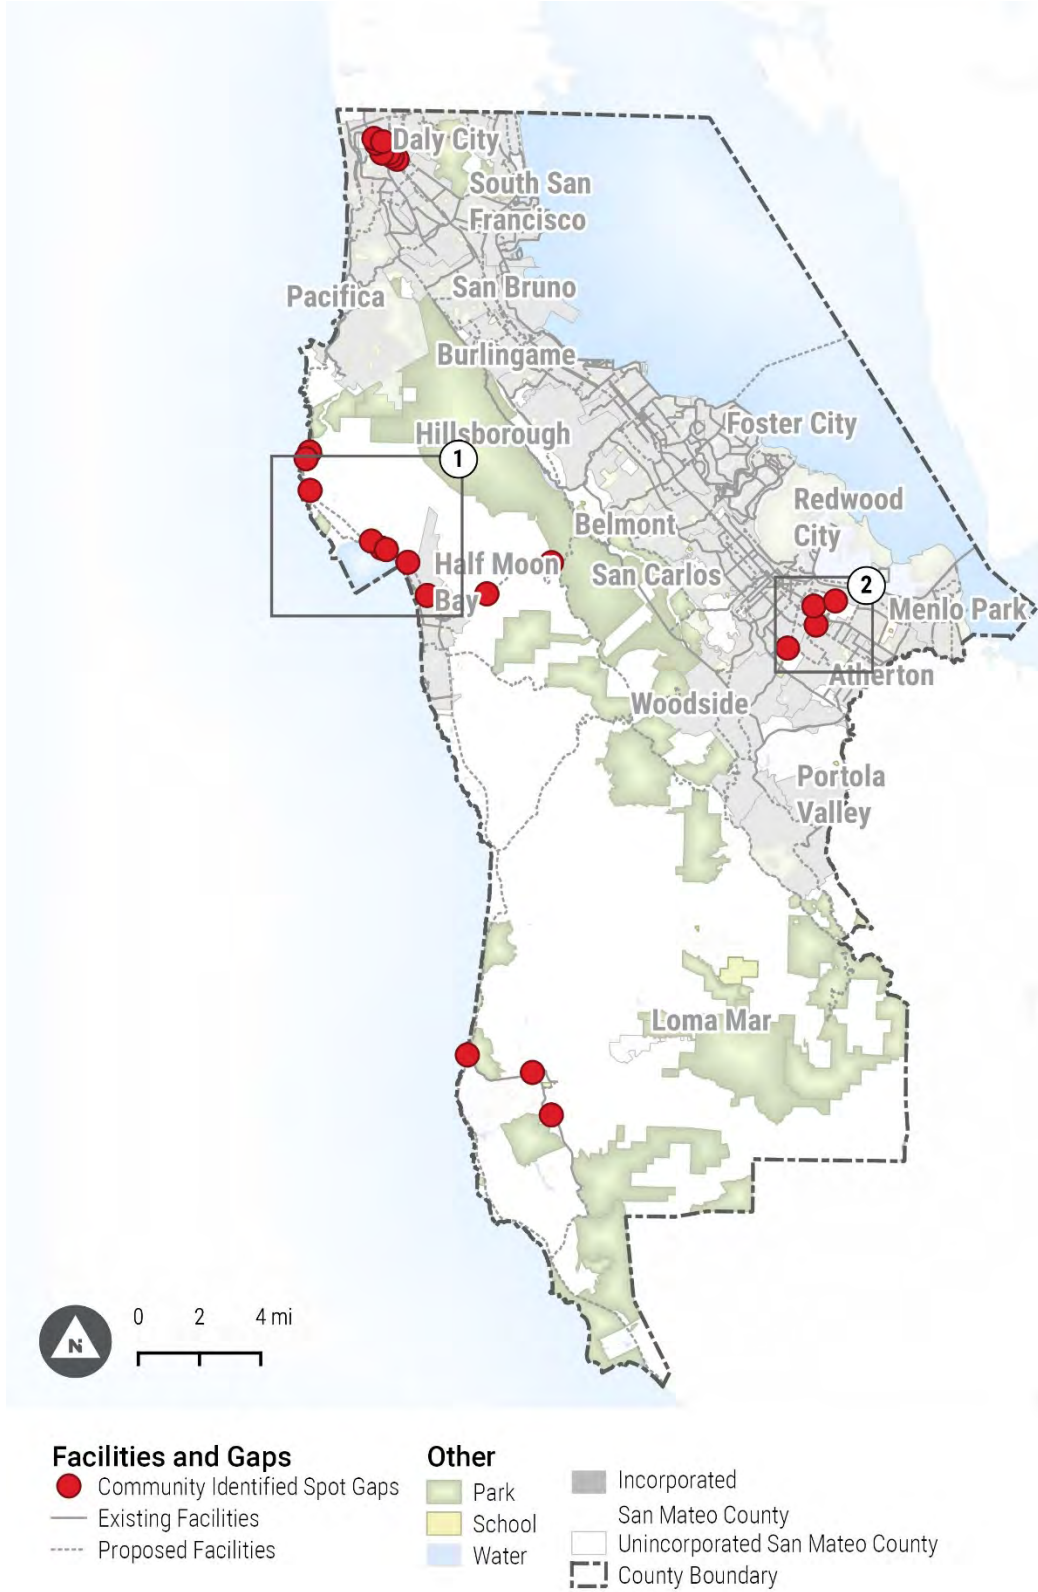 Daly City
South San
Francisco
Pacifica
San Bruno
Burlingame
Hillsborough
Foster City
1
Redwood
City
Belmont
Half Moon
Bay
San Carlos
2
Menlo Park
Atherton
Woodside
Portola
Valley
Loma Mar
N
0 2 4 mi
Facilities and Gaps
Community Identified Spot Gaps
Existing Facilities
Proposed Facilities
Other
Park
School
Water
Incorporated
San Mateo County
Unincorporated San Mateo County
County Boundary